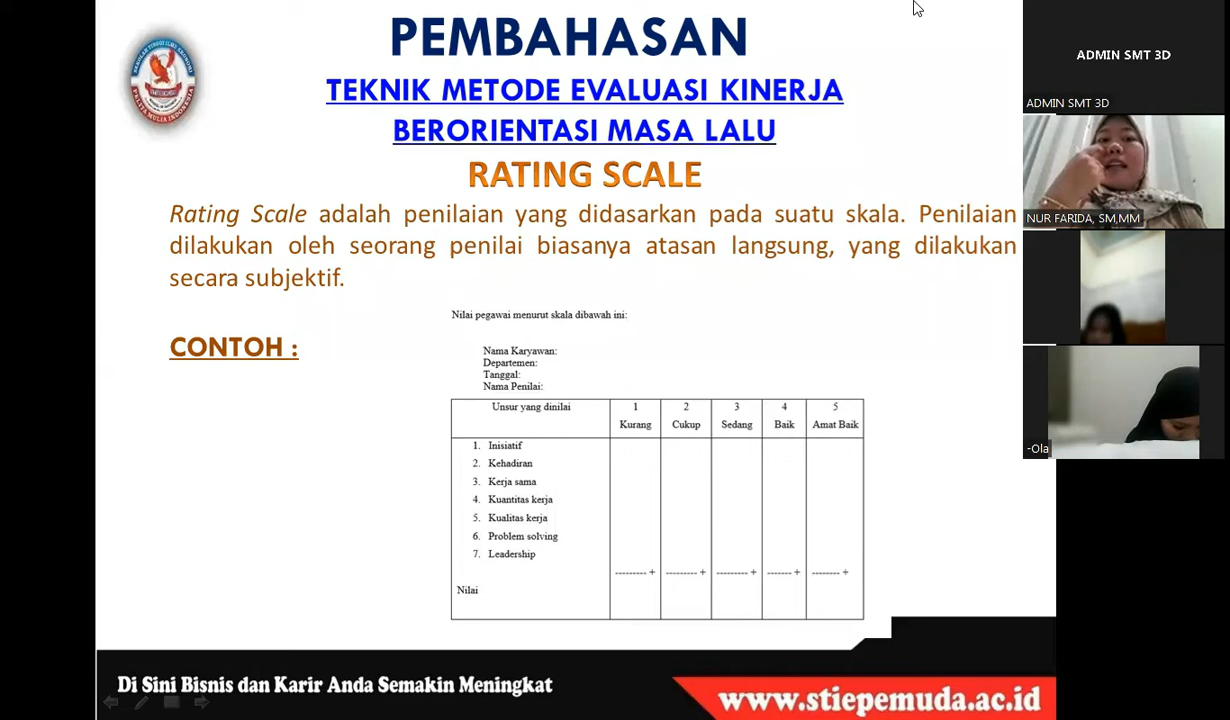 PEMBAHASAN
TEKNIK METODE EVALUASI KINERJA
BERORIENTASI MASA LALU
RATING SCALE
Rating Scale adalah penilaian yang didasarkan pada suatu skala. Penilaian
dilakukan oleh seorang penilai biasanya atasan langsung, yang dilakukan
secara subjektif.
CONTOH :
Nilai pegawai menurut skala dibawah ini:
Nama Karyawan:
Departemen:
Tanggal:
Nama Penilai:
Unsur yang dinilai 1 2 3 4 5
Kurang Cukup Sedang Baik Amat Baik
1. Inisiatif
2. Kehadiran
3. Kerja sama
4. Kuantitas kerja
5. Kualitas kerja
6. Problem solving
7. Leadership
--------- + --------- + --------- + ------- + -------- +
Nilai
Di Sini Bisnis dan Karir Anda Semakin Meningkat
www.stiepemuda.ac.id
ADMIN SMT 3D
ADMIN SMT 3D
NUR FARIDA, SM,MM
-Ola